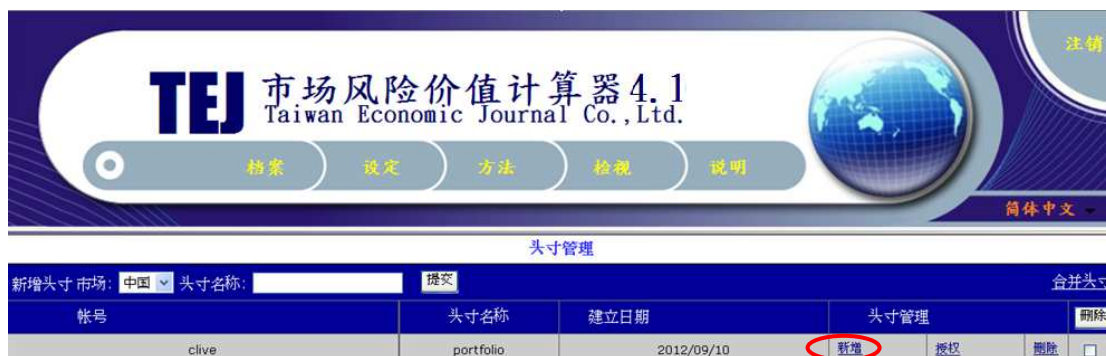 注销
TEJ 市场风险价值计算器4.1
Taiwan Economic Journal Co.,Ltd.
档案 设定 方法 检视 说明
简体中文
头寸管理
新增头寸 市场: 中国 头寸名称: 提交 合并头寸
帐号 头寸名称 建立日期 头寸管理 删除
clive portfolio 2012/09/10 新增 授权 删除